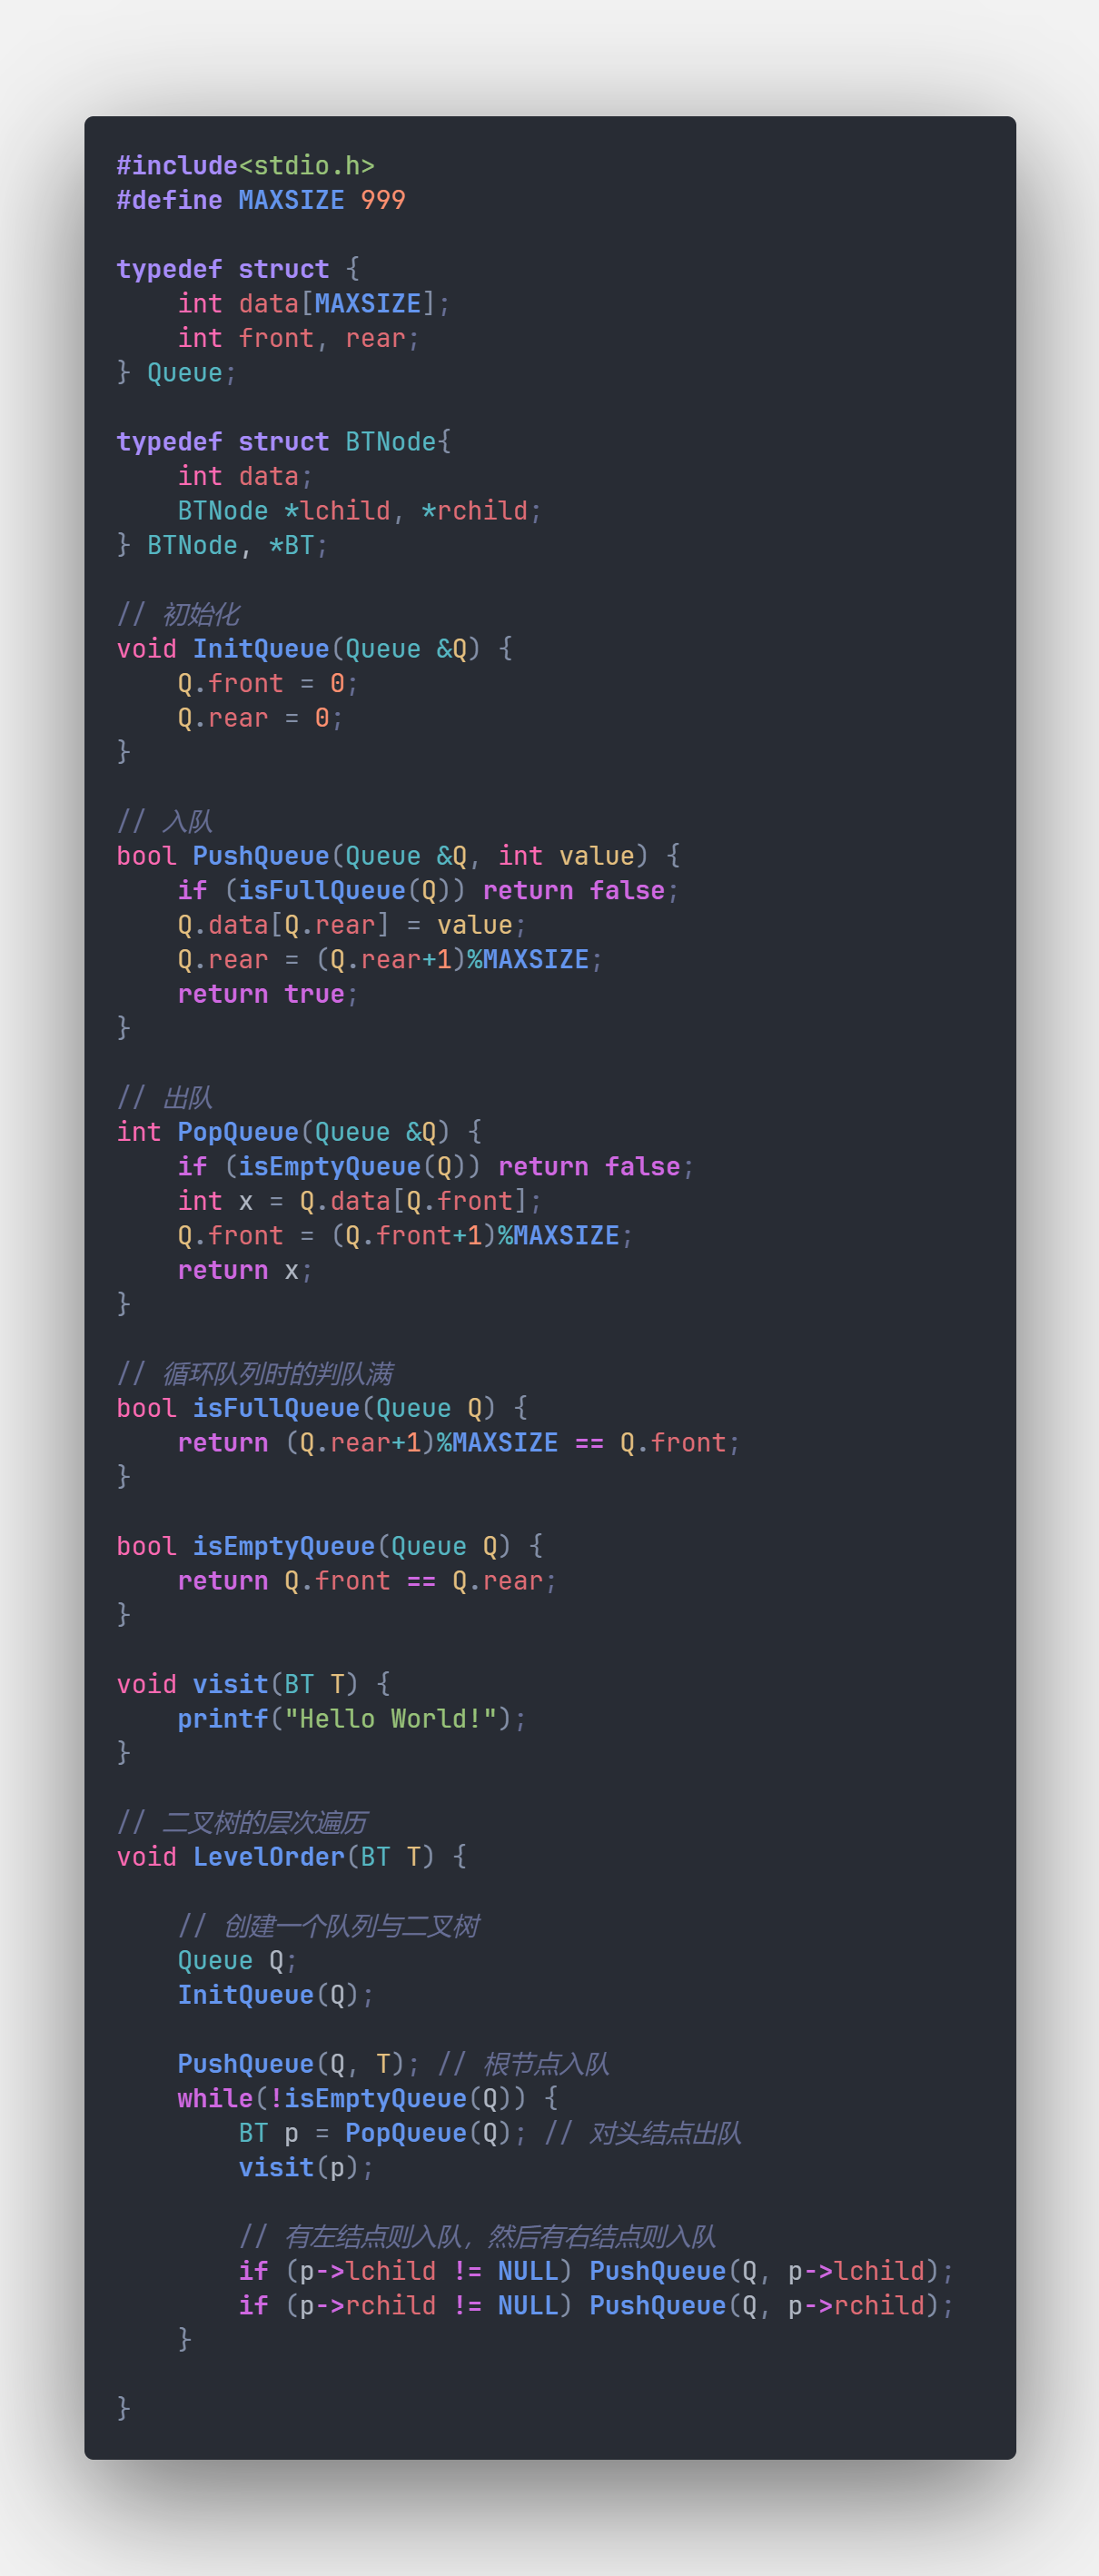 #include<stdio.h>
#define MAXSIZE 999
typedef struct {
    int data[MAXSIZE];
    int front, rear;
} Queue;
typedef struct BTNode{
    int data;
    BTNode *lchild, *rchild;
} BTNode, *BT;
// 初始化
void InitQueue(Queue &Q) {
    Q.front = 0;
    Q.rear = 0;
}
// 入队
bool PushQueue(Queue &Q, int value) {
    if (isFullQueue(Q)) return false;
    Q.data[Q.rear] = value;
    Q.rear = (Q.rear+1)%MAXSIZE;
    return true;
}
// 出队
int PopQueue(Queue &Q) {
    if (isEmptyQueue(Q)) return false;
    int x = Q.data[Q.front];
    Q.front = (Q.front+1)%MAXSIZE;
    return x;
}
// 循环队列时的判队满
bool isFullQueue(Queue Q) {
    return (Q.rear+1)%MAXSIZE == Q.front;
}
bool isEmptyQueue(Queue Q) {
    return Q.front == Q.rear;
}
void visit(BT T) {
    printf("Hello World!");
}
// 二叉树的层次遍历
void LevelOrder(BT T) {
    // 创建一个队列与二叉树
    Queue Q;
    InitQueue(Q);
    PushQueue(Q, T); // 根节点入队
    while(!isEmptyQueue(Q)) {
        BT p = PopQueue(Q); // 对头结点出队
        visit(p);
        // 有左结点则入队，然后有右结点则入队
        if (p->lchild != NULL) PushQueue(Q, p->lchild);
        if (p->rchild != NULL) PushQueue(Q, p->rchild);
    }
}